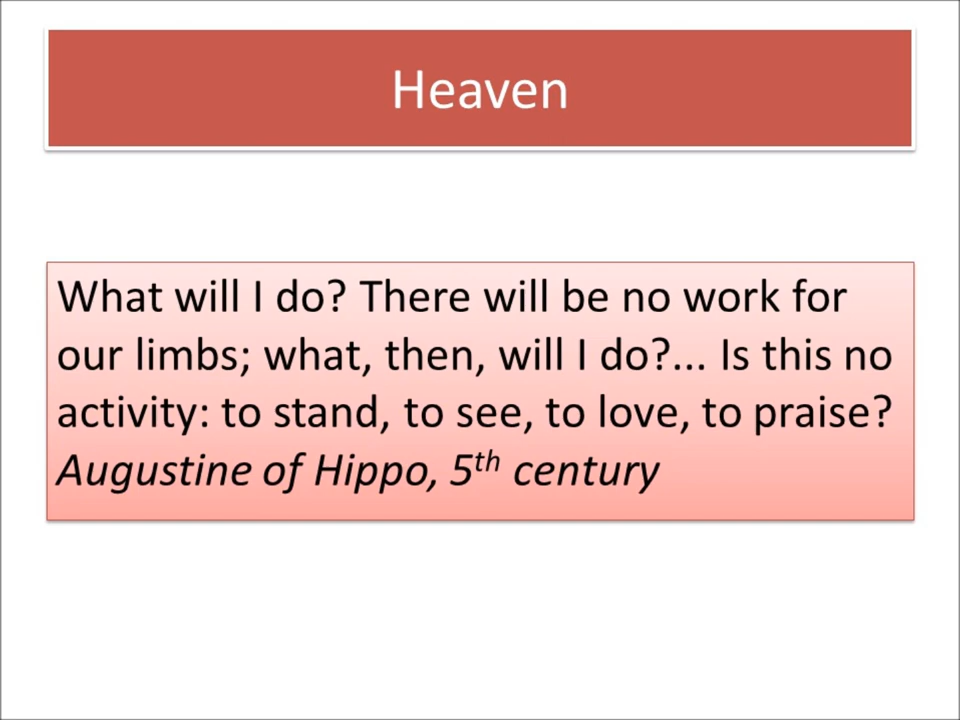 Heaven
What will I do? There will be no work for
our limbs; what, then, will I do?... Is this no
activity: to stand, to see, to love, to praise?
Augustine of Hippo, 5th century